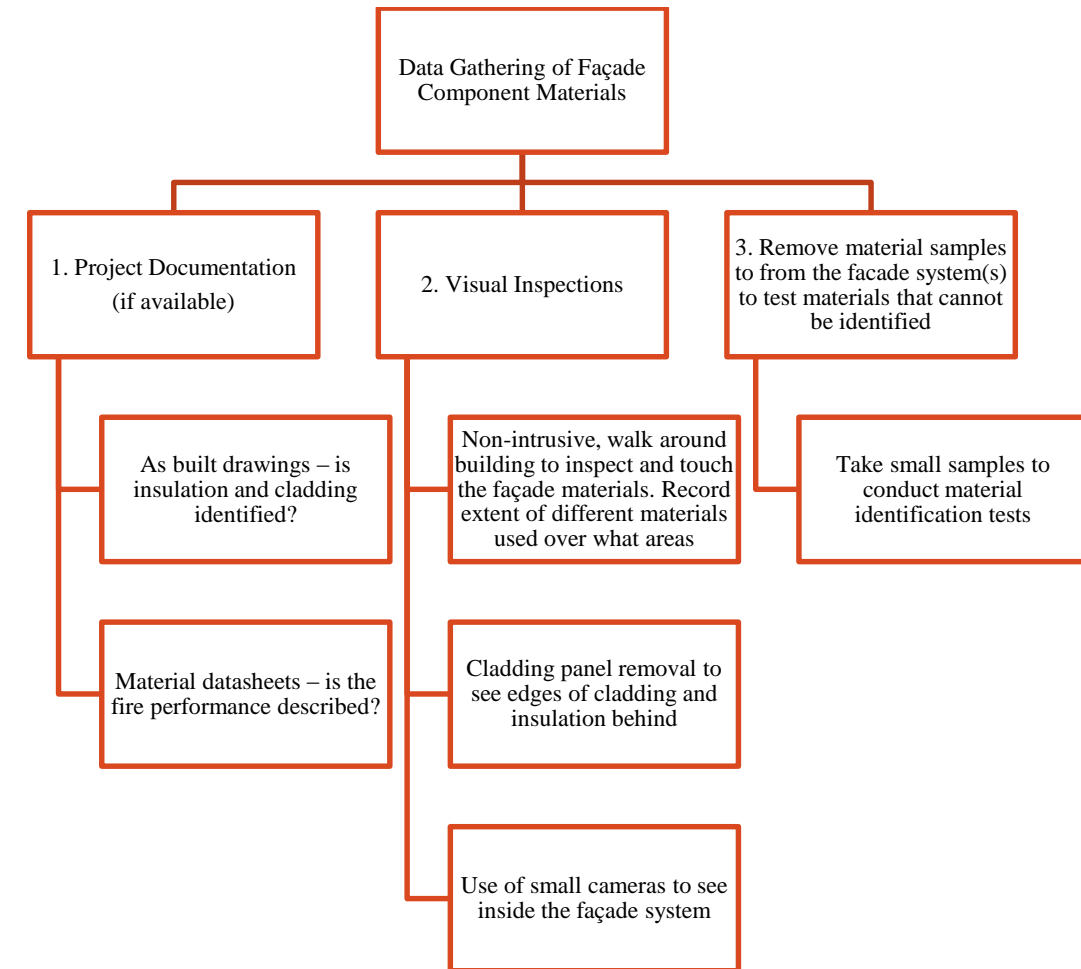 Data Gathering of Façade
Component Materials
1. Project Documentation
(if available)
2. Visual Inspections
3. Remove material samples
to from the facade system(s)
to test materials that cannot
be identified
As built drawings – is
insulation and cladding
identified?
Material datasheets – is the
fire performance described?
Non-intrusive, walk around
building to inspect and touch
the façade materials. Record
extent of different materials
used over what areas
Cladding panel removal to
see edges of cladding and
insulation behind
Use of small cameras to see
inside the façade system
Take small samples to
conduct material
identification tests